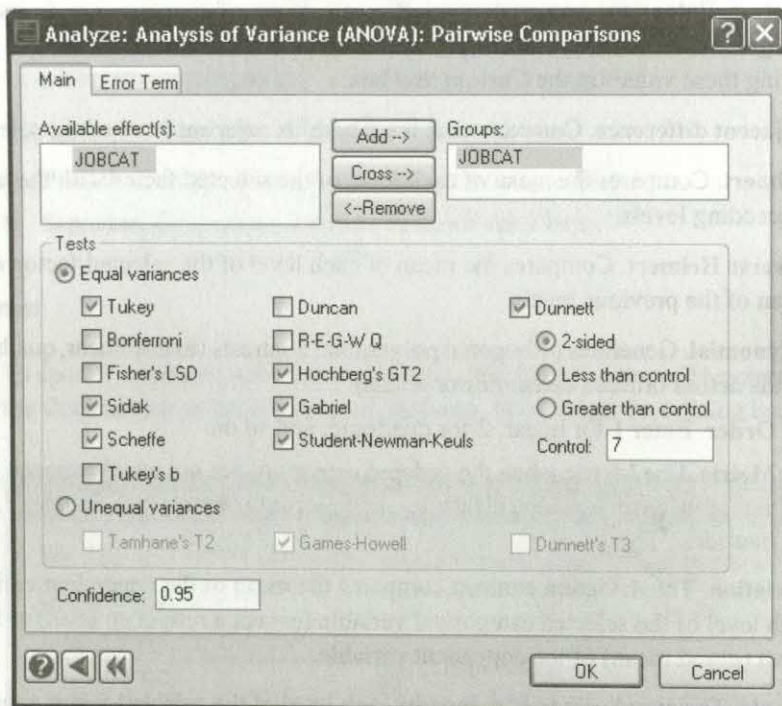 Analyze: Analysis of Variance (ANOVA): Pairwise Comparisons
Main Error Term
Available effect(s):
JOBCAT
Add -->
Cross -->
<--Remove
Groups:
JOBCAT
Tests
Equal variances
Tukey
Bonferroni
Fisher's LSD
Sidak
Scheffe
Tukey's b
Duncan
R-E-G-W Q
Hochberg's GT2
Gabriel
Student-Newman-Keuls
Dunnett
2-sided
Less than control
Greater than control
Control: 7
Unequal variances
Tamhane's T2 Games-Howell Dunnett's T3
Confidence: 0.95
OK Cancel